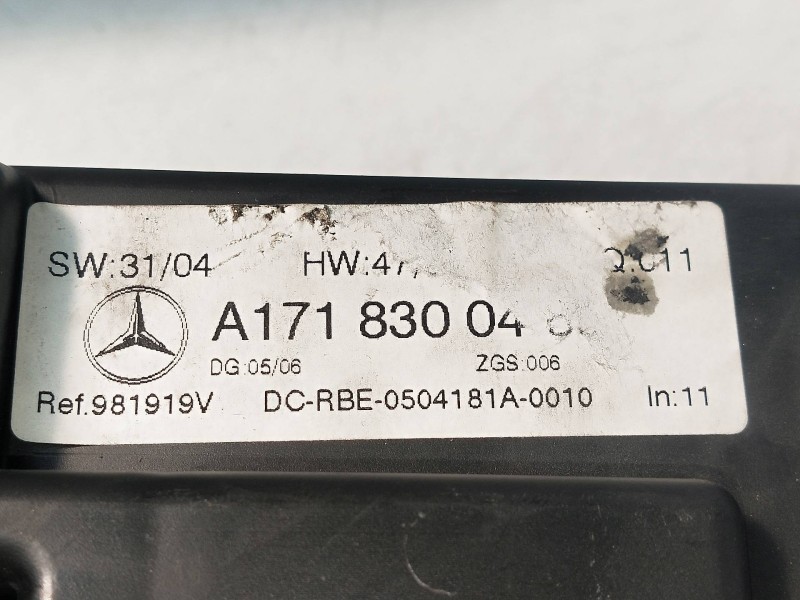 SW:31/04 HW:47/
A171 830 04
DG:05/06 ZGS:006
Ref.981919V DC-RBE-0504181A-0010 In:11